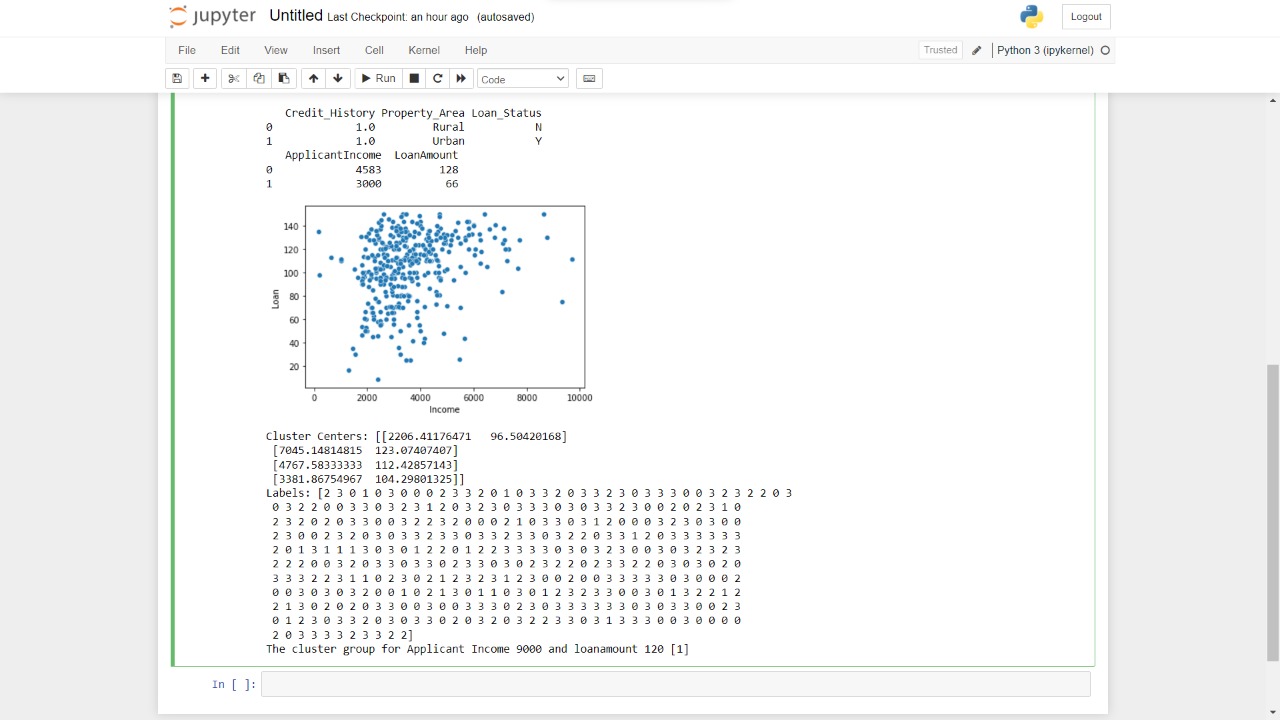 jupyter Untitled Last Checkpoint: an hour ago (autosaved)
Logout
File Edit View Insert Cell Kernel Help
Trusted Python 3 (ipykernel)
Run Code
Credit_History Property_Area Loan_Status
0 1.0 Rural N
1 1.0 Urban Y
ApplicantIncome LoanAmount
0 4583 128
1 3000 66
140
120
100
80
60
40
20
Loan
0 2000 4000 6000 8000 10000
Income
Cluster Centers: [[2206.41176471 96.50420168]
[7045.14814815 123.07407407]
[4767.58333333 112.42857143]
[3381.86754967 104.29801325]]
Labels: [2 3 0 1 0 3 0 0 0 2 3 3 2 0 1 0 3 3 2 0 3 3 2 3 0 3 3 3 0 0 3 2 3 2 2 0 3
0 3 2 2 0 0 3 3 0 3 2 3 1 2 0 3 2 3 0 3 3 3 0 3 0 3 3 2 3 0 0 2 0 2 3 1 0
2 3 2 0 2 0 3 3 0 0 3 2 2 3 2 0 0 0 2 1 0 3 3 0 3 1 2 0 0 0 3 2 3 0 3 0 0
2 3 0 0 2 3 2 0 3 0 3 3 2 3 3 0 3 3 2 3 3 0 3 2 2 0 3 3 1 2 0 3 3 3 3 3 3
2 0 1 3 1 1 1 3 0 3 0 1 2 2 0 1 2 2 3 3 3 3 0 3 0 3 2 3 0 0 3 0 3 2 3 2 3
2 2 2 0 0 3 2 0 3 3 0 3 3 0 2 3 3 0 3 0 2 3 2 2 0 2 3 3 2 2 0 3 0 3 0 2 0
3 3 3 2 2 3 1 1 0 2 3 0 2 1 2 3 2 3 1 2 3 0 0 2 0 0 3 3 3 3 3 0 3 0 0 0 2
0 0 3 0 3 0 3 2 0 0 1 0 2 1 3 0 1 1 0 3 0 1 2 3 2 3 3 0 0 3 0 1 3 2 2 1 2
2 1 3 0 2 0 2 0 3 3 0 0 3 0 0 3 3 3 0 2 3 0 3 3 3 3 3 3 3 0 3 3 0 0 2 3
0 1 2 3 0 3 3 2 0 3 0 3 3 0 2 0 3 2 0 3 2 2 3 3 0 3 1 3 3 3 0 0 3 0 0 0 0
2 0 3 3 3 3 2 3 3 2 2]
The cluster group for Applicant Income 9000 and loanamount 120 [1]
In [ ]: